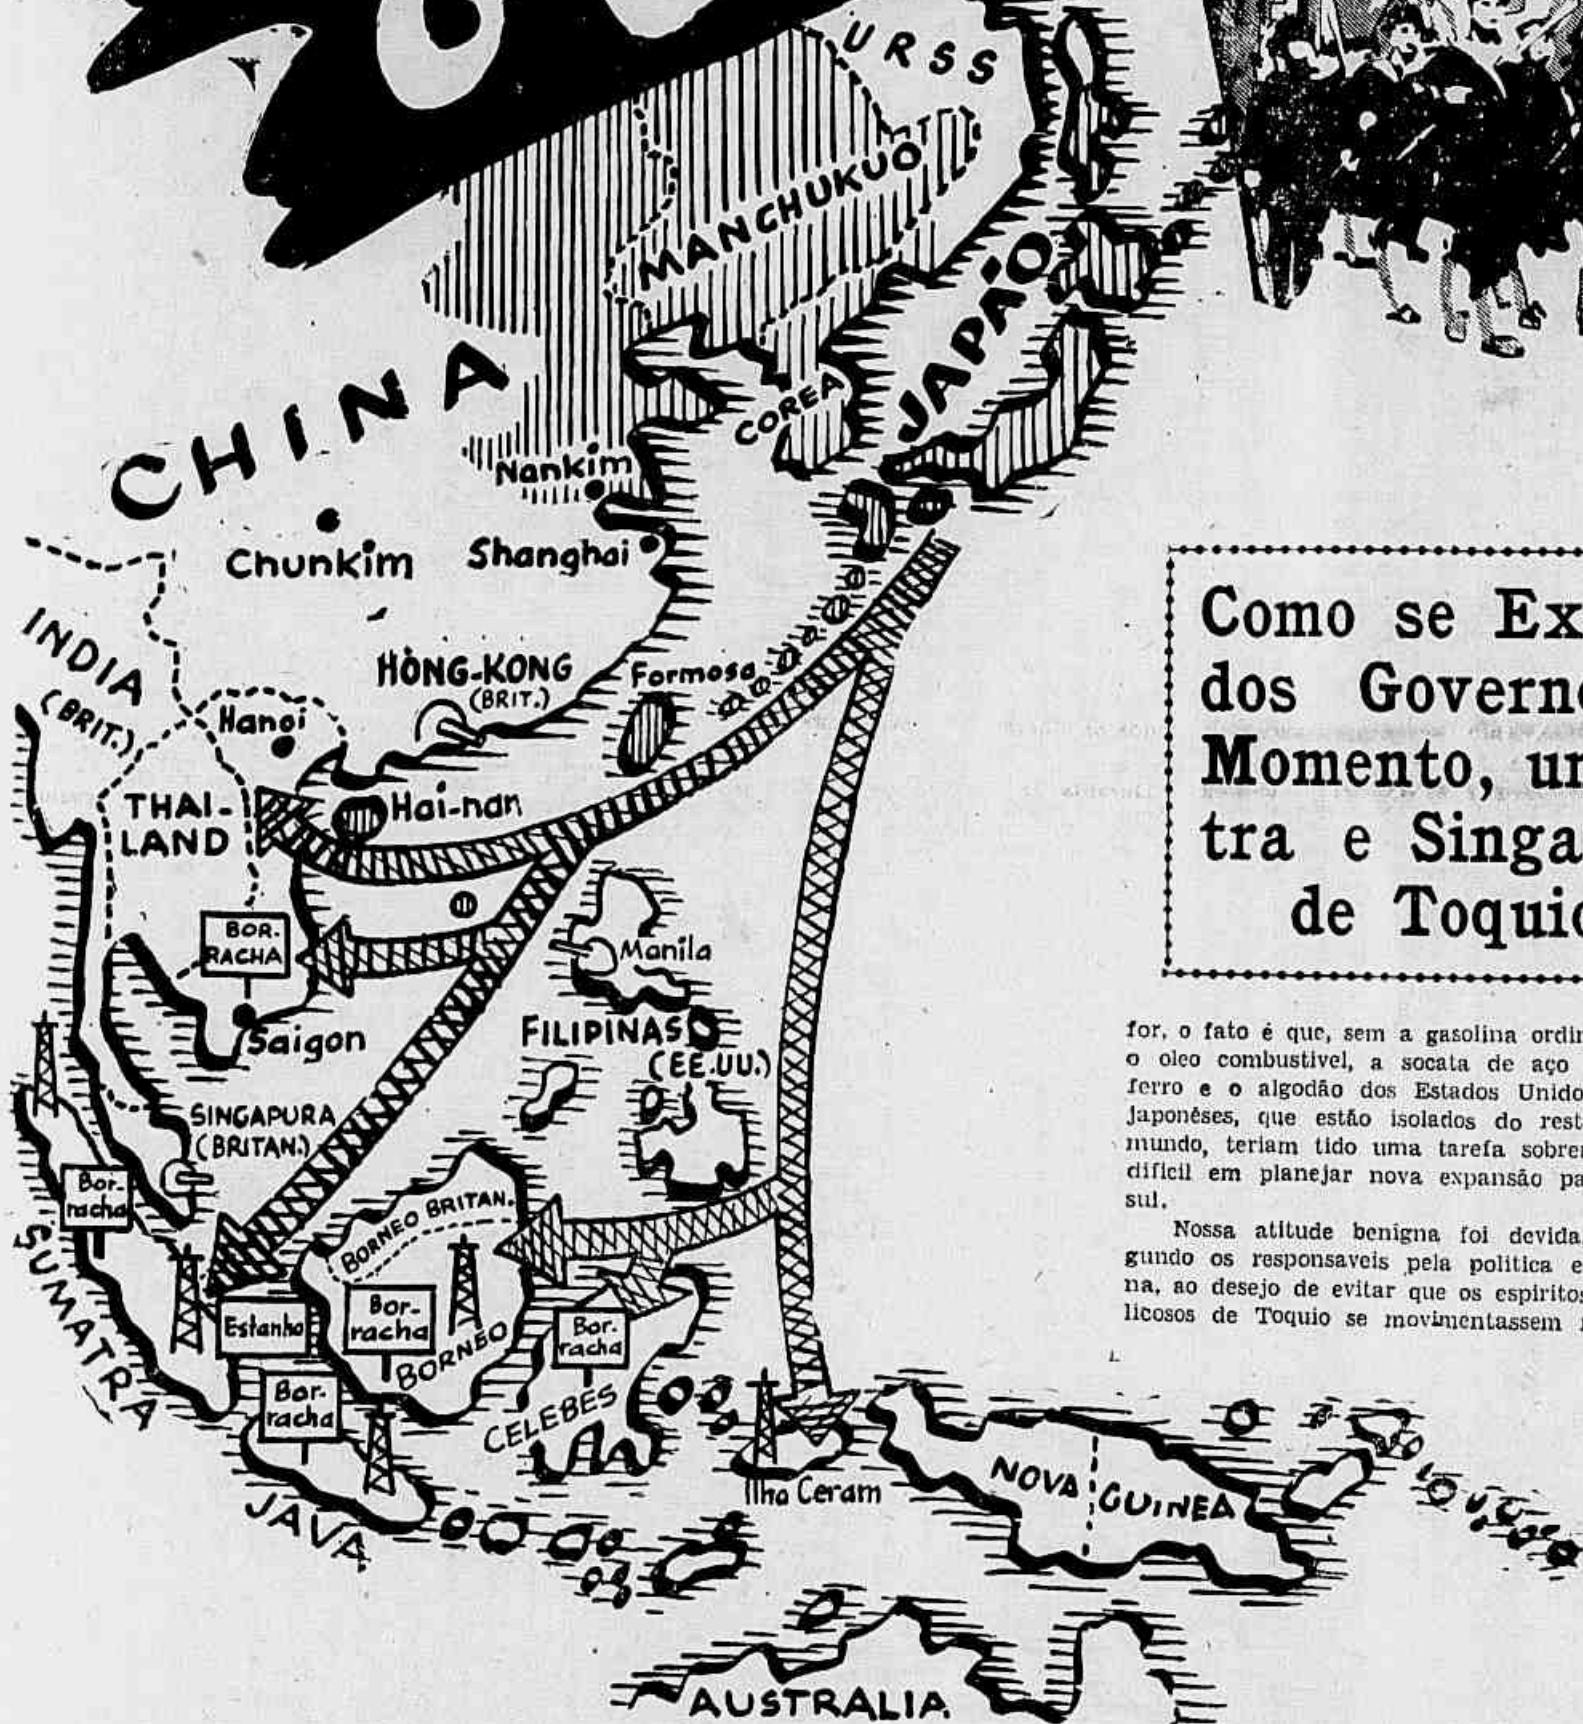 URSS
MANCHUKUO
JAPÃO
COREA
CHINA
Nankim
Chunkim
Shanghai
INDIA
(BRIT.)
HONG-KONG
(BRIT.)
Formosa
Hanoi
Hai-nan
THAI-
LAND
BOR-
RACHA
Manila
Saigon
FILIPINAS
(EE.UU.)
SINGAPURA
(BRITAN.)
Bor-
racha
SUMATRA
BORNEO BRITAN.
Estanho
Bor-
racha
BORNEO
Bor-
racha
CELEBES
Bor-
racha
JAVA
Ilha Ceram
NOVA GUINEA
AUSTRALIA
Como se Ex
dos Govern
Momento, u
tra e Singa
de Toquio
for, o fato é que, sem a gasolina ordin
o oleo combustivel, a socata de aço
ferro e o algodão dos Estados Unido
japonêses, que estão isolados do rest
mundo, teriam tido uma tarefa sobre
dificil em planejar nova expansão pa
sul.
Nossa atitude benigna foi devida,
gundo os responsaveis pela politica e
na, ao desejo de evitar que os espiritos
licosos de Toquio se movimentassem